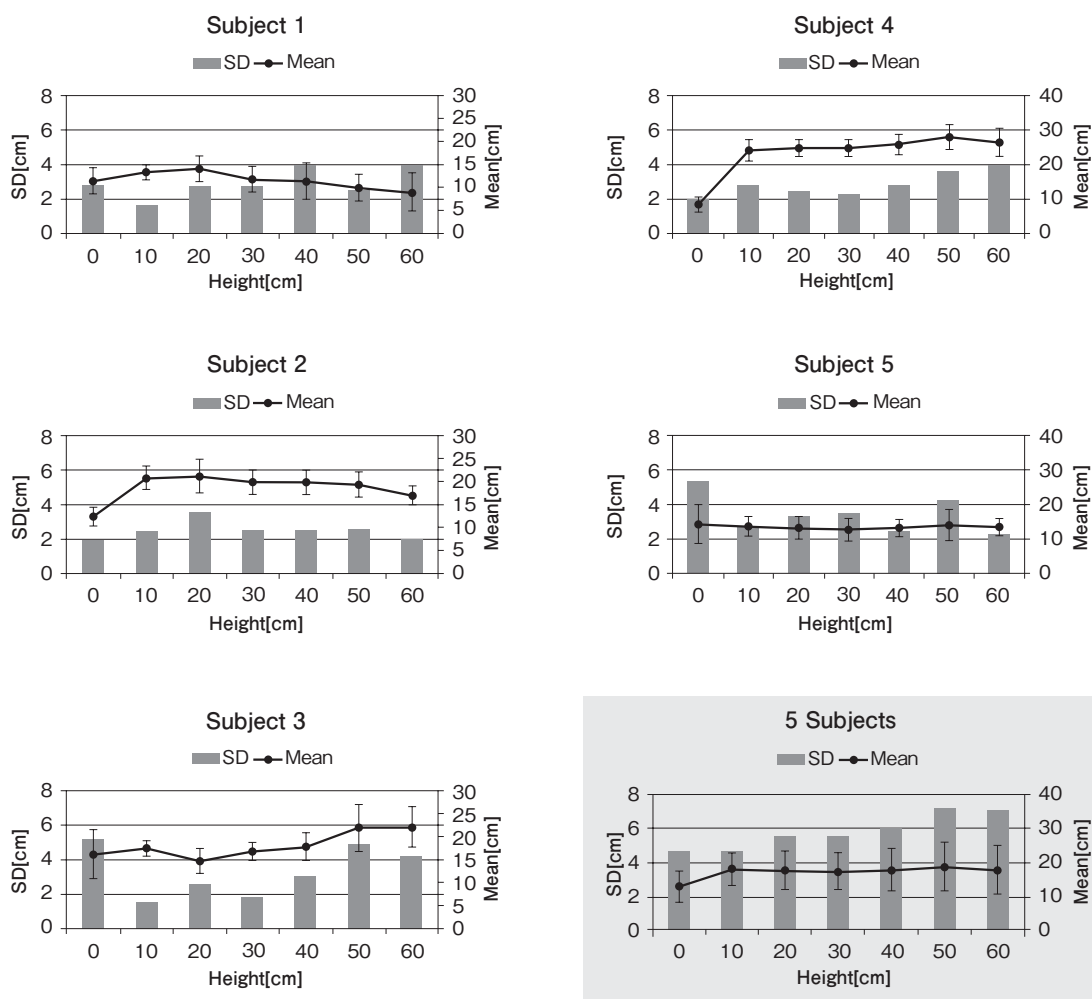 Subject 1
SD Mean
8 6 4 2 0
SD[cm]
30 25 20 15 10 5 0
Mean[cm]
0 10 20 30 40 50 60
Height[cm]
Subject 4
SD Mean
8 6 4 2 0
SD[cm]
40 30 20 10 0
Mean[cm]
0 10 20 30 40 50 60
Height[cm]
Subject 2
SD Mean
8 6 4 2 0
SD[cm]
30 25 20 15 10 5 0
Mean[cm]
0 10 20 30 40 50 60
Height[cm]
Subject 5
SD Mean
8 6 4 2 0
SD[cm]
40 30 20 10 0
Mean[cm]
0 10 20 30 40 50 60
Height[cm]
Subject 3
SD Mean
8 6 4 2 0
SD[cm]
30 25 20 15 10 5 0
Mean[cm]
0 10 20 30 40 50 60
Height[cm]
5 Subjects
SD Mean
8 6 4 2 0
SD[cm]
40 30 20 10 0
Mean[cm]
0 10 20 30 40 50 60
Height[cm]